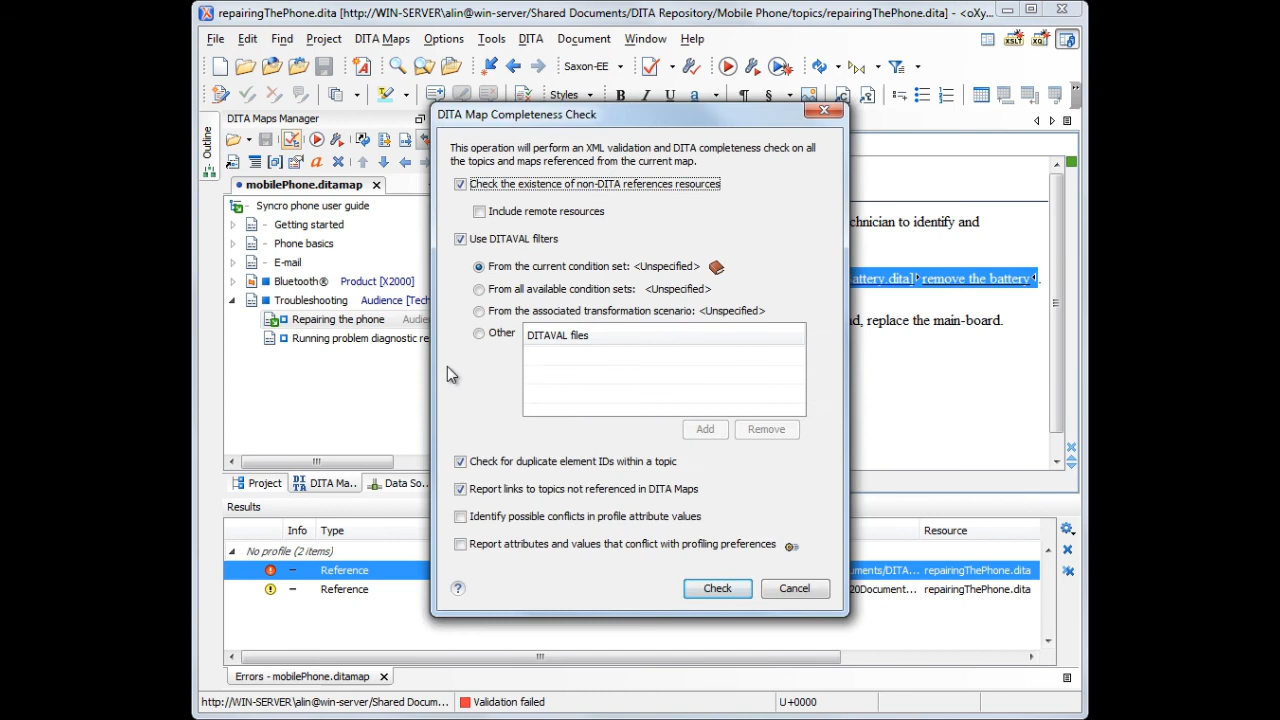 repairingThePhone.dita [http://WIN-SERVER\alin@win-server/Shared Documents/DITA Repository/Mobile Phone/topics/repairingThePhone.dita] - <oXy...
File Edit Find Project DITA Maps Options Tools DITA Document Window Help
Saxon-EE
Styles
DITA Maps Manager
mobilePhone.ditamap
Syncro phone user guide
Getting started
Phone basics
E-mail
Bluetooth® Product [X2000]
Troubleshooting Audience [Tech
Repairing the phone Audie
Running problem diagnostic re
Outline
Project DITA Ma.. Data So..
DITA Map Completeness Check
This operation will perform an XML validation and DITA completeness check on all
the topics and maps referenced from the current map.
Check the existence of non-DITA references resources
Include remote resources
Use DITAVAL filters
From the current condition set: <Unspecified>
From all available condition sets: <Unspecified>
From the associated transformation scenario: <Unspecified>
Other
DITAVAL files
Add Remove
Check for duplicate element IDs within a topic
Report links to topics not referenced in DITA Maps
Identify possible conflicts in profile attribute values
Report attributes and values that conflict with profiling preferences
Check Cancel
chnician to identify and
attery.dita] remove the battery .
d, replace the main-board.
Results
Info Type Resource
No profile (2 items)
Reference uments/DITA... repairingThePhone.dita
Reference 20Document... repairingThePhone.dita
Errors - mobilePhone.ditamap
http://WIN-SERVER\alin@win-server/Shared Docum... Validation failed U+0000